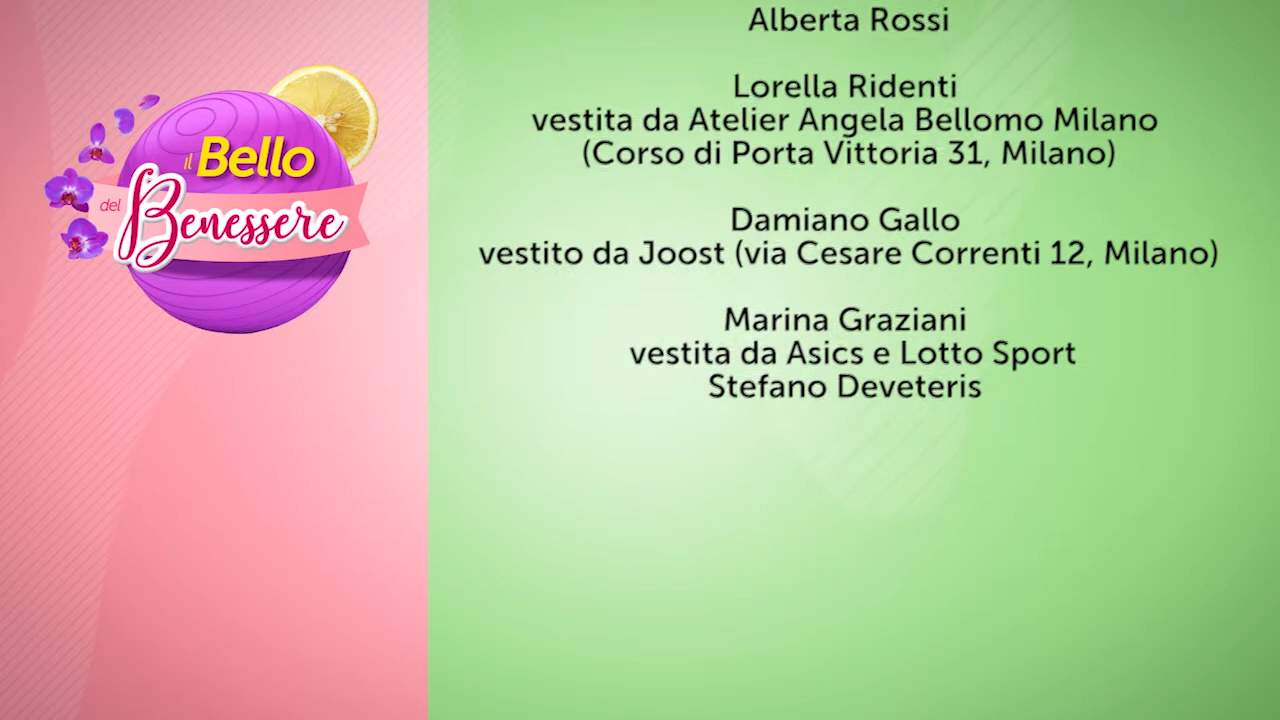 il Bello
del Benessere
Alberta Rossi
Lorella Ridenti
vestita da Atelier Angela Bellomo Milano
(Corso di Porta Vittoria 31, Milano)
Damiano Gallo
vestito da Joost (via Cesare Correnti 12, Milano)
Marina Graziani
vestita da Asics e Lotto Sport
Stefano Deveteris